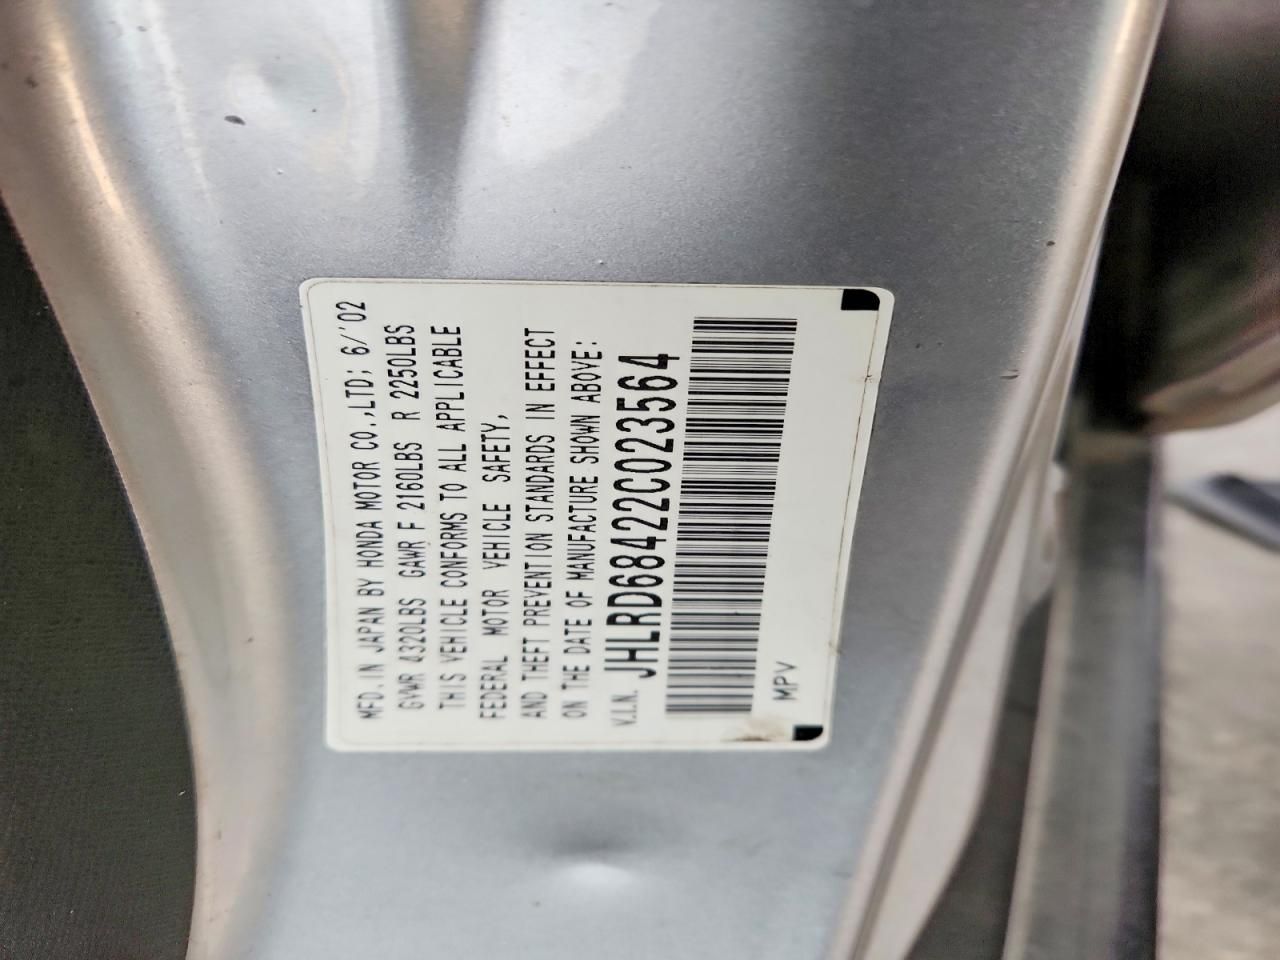 MFD. IN JAPAN BY HONDA MOTOR CO.,LTD; 6/'02
GVWR 4320LBS GAWR F 2160LBS R 2250LBS
THIS VEHICLE CONFORMS TO ALL APPLICABLE
FEDERAL MOTOR VEHICLE SAFETY,
AND THEFT PREVENTION STANDARDS IN EFFECT
ON THE DATE OF MANUFACTURE SHOWN ABOVE:
V.I.N. JHLRD68422C023564
MPV